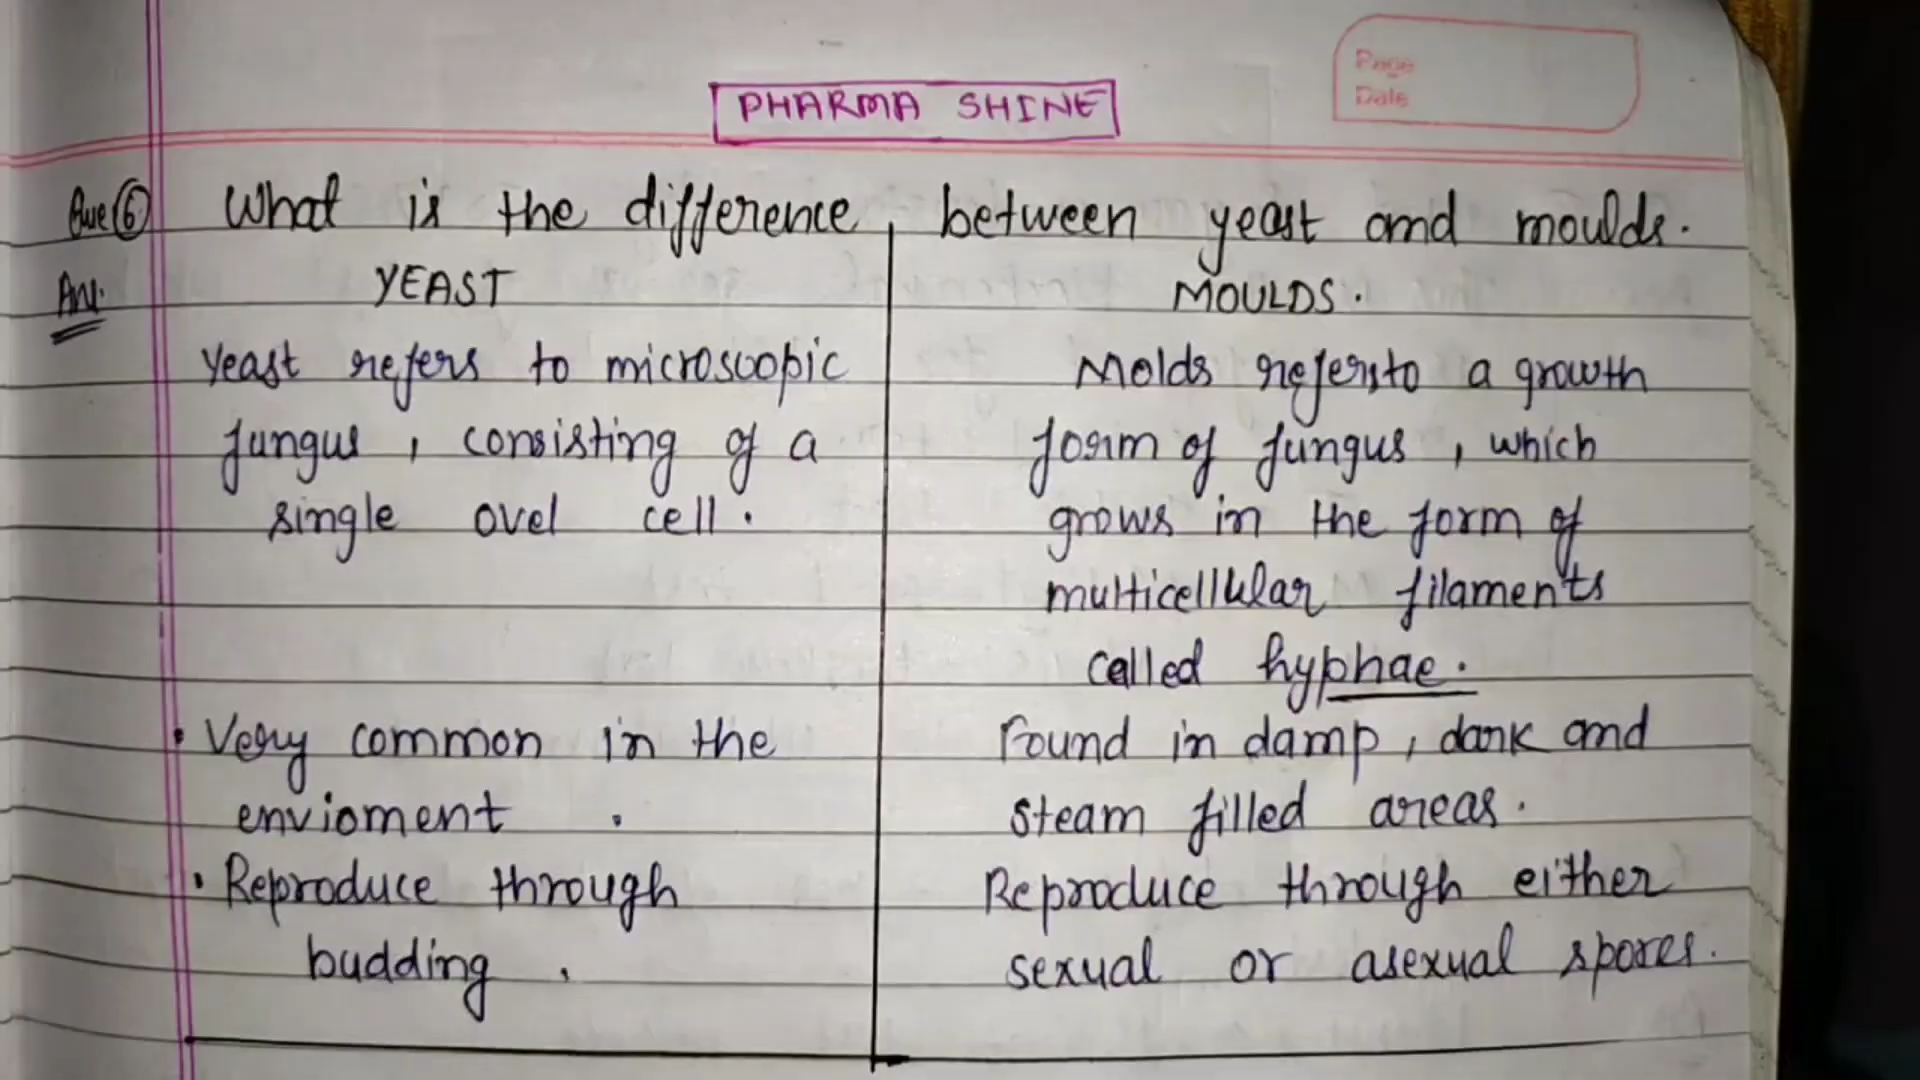 Page
Date
PHARMA SHINE
Que 6 What is the difference between yeast and moulds.
Ans.
YEAST
Yeast refers to microscopic
fungus, consisting of a
single ovel cell.
• Very common in the
envioment.
• Reproduce through
budding.
MOULDS.
Molds refers to a growth
form of fungus, which
grows in the form of
multicellular filaments
called hyphae.
Found in damp, dark and
steam filled areas.
Reproduce through either
sexual or asexual spores.